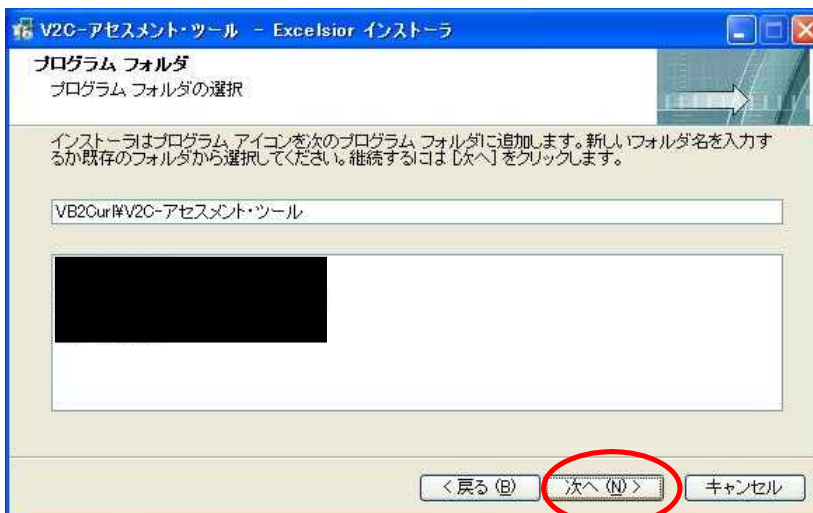 V2C-アセスメント・ツール - Excelsior インストーラ
プログラム フォルダ
プログラム フォルダの選択
インストーラはプログラム アイコンを次のプログラム フォルダに追加します。新しいフォルダ名を入力す
るか既存のフォルダから選択してください。継続するには [次へ] をクリックします。
VB2Curl¥V2C-アセスメント・ツール
< 戻る (B)
次へ (N) >
キャンセル